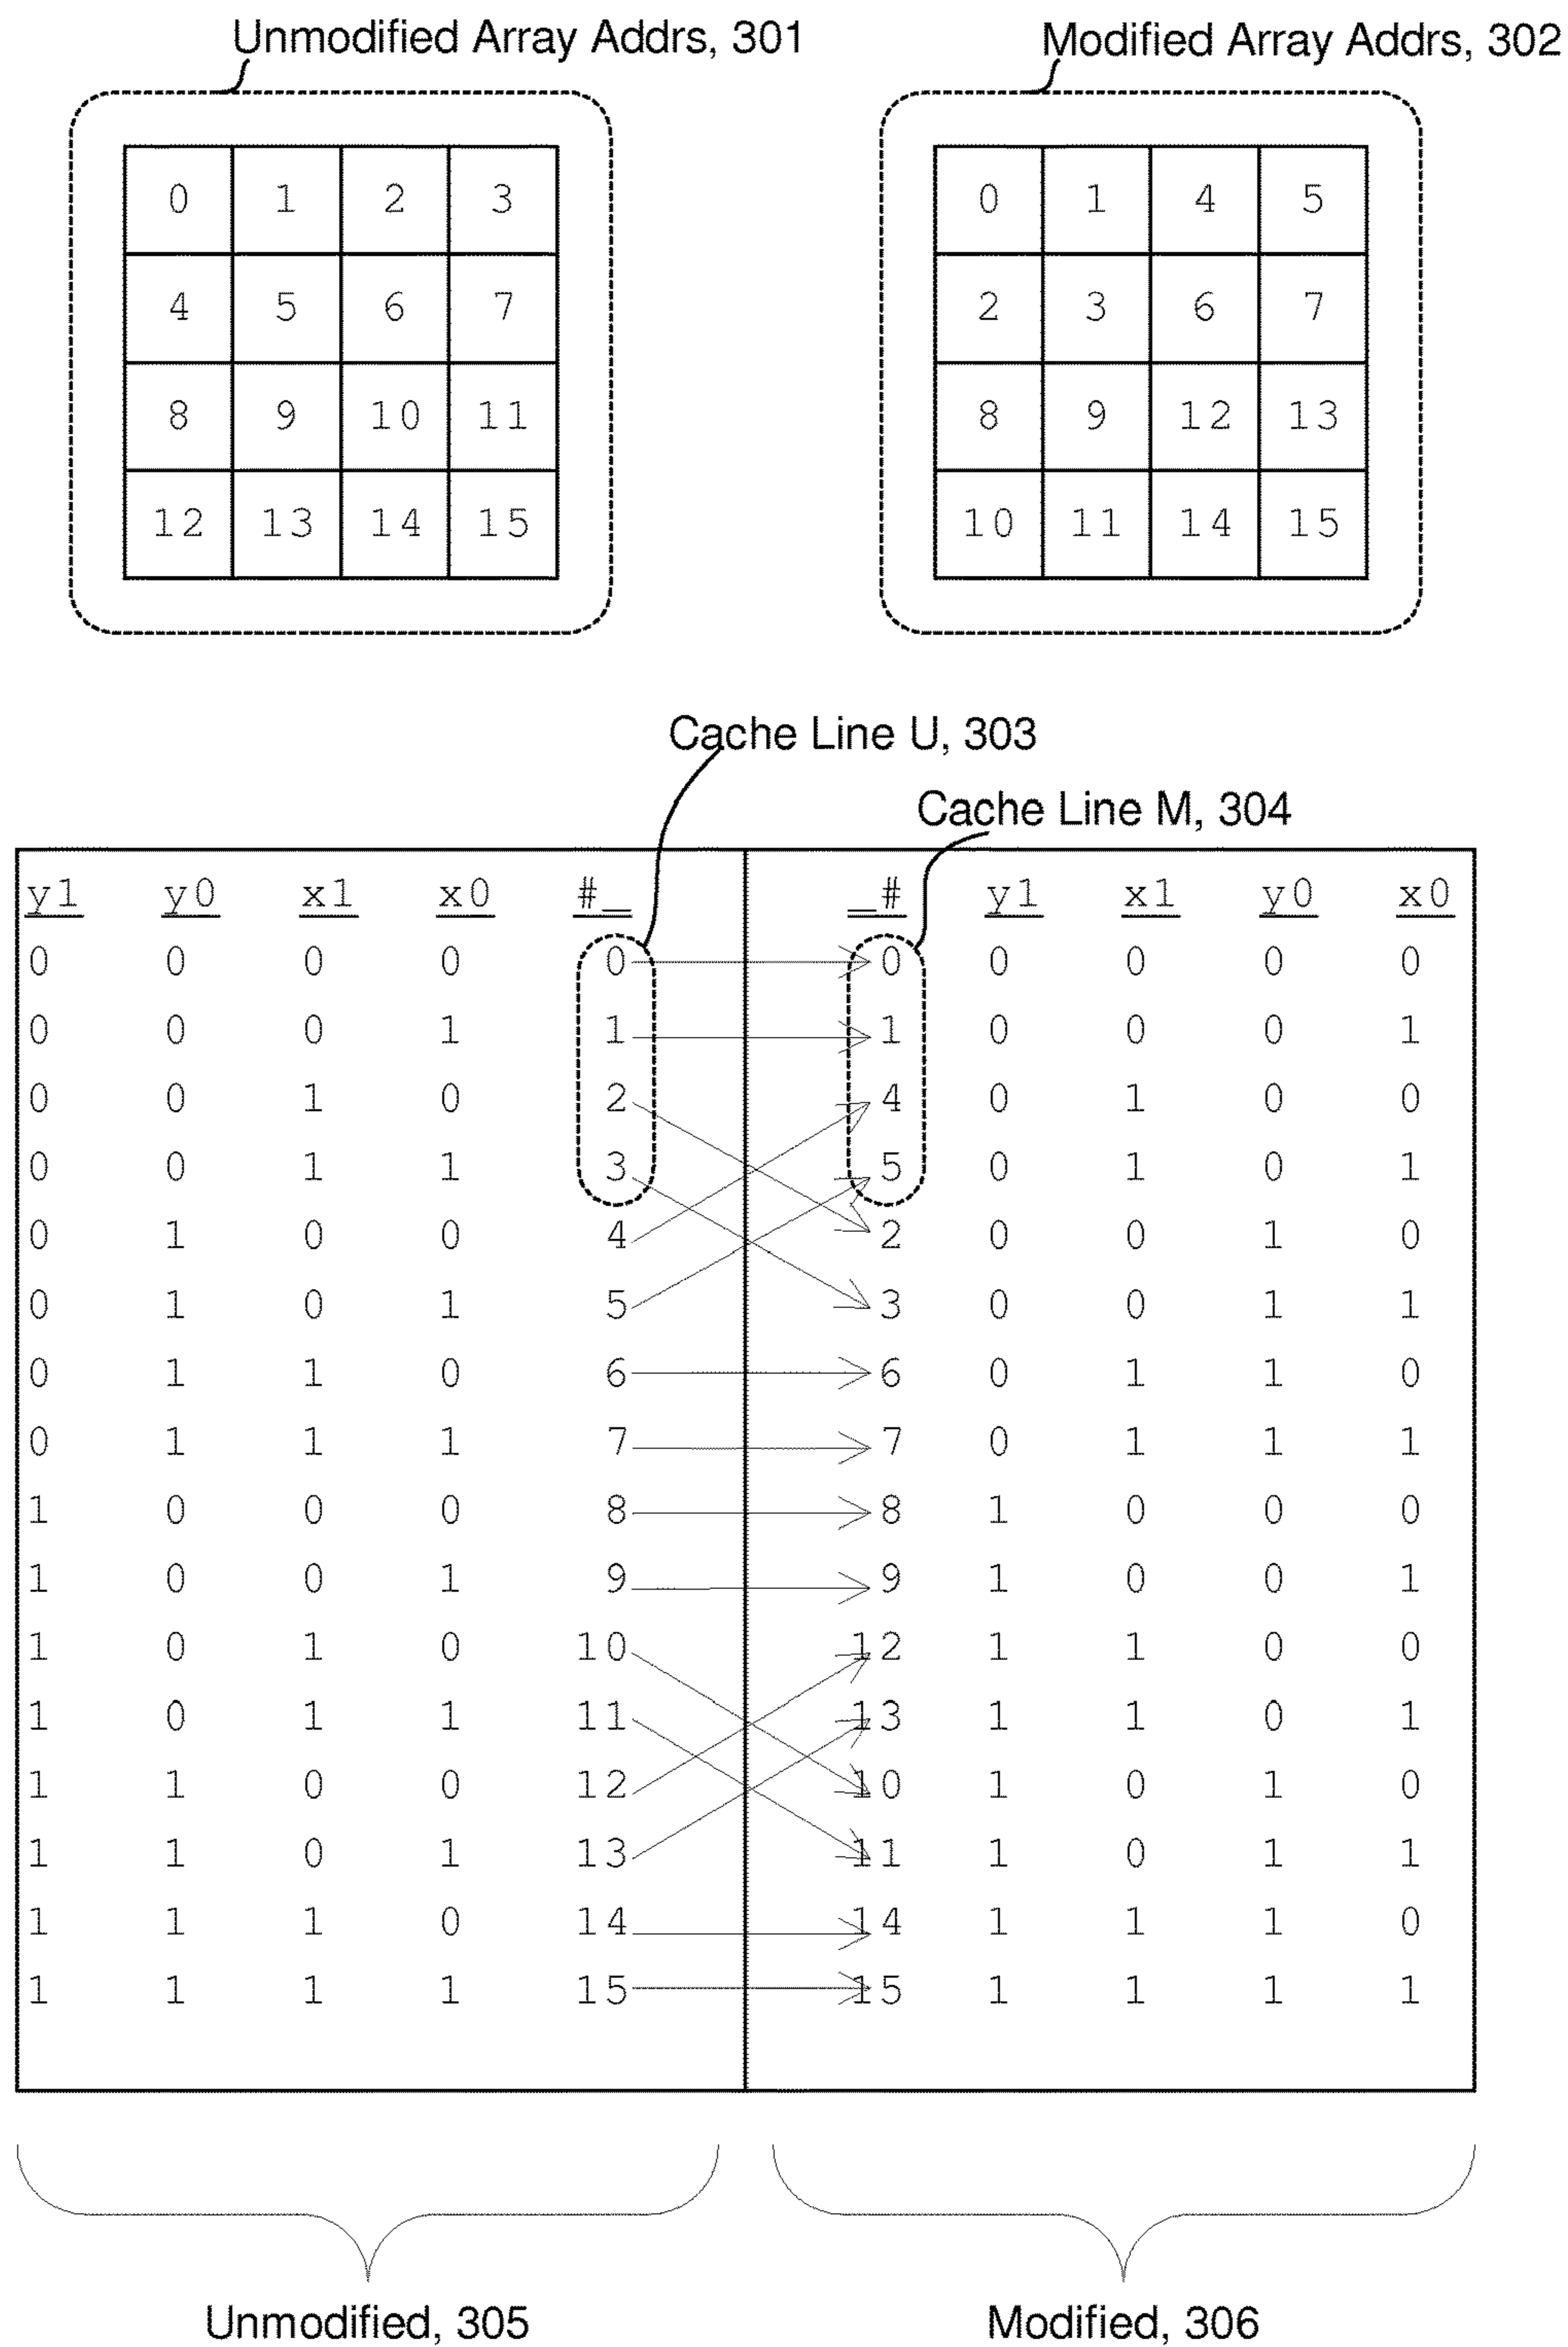 Unmodified Array Addrs, 301 Modified Array Addrs, 302
0 1 2 3 0 1 4 5
4 5 6 7 2 3 6 7
8 9 10 11 8 9 12 13
12 13 14 15 10 11 14 15
Cache Line U, 303
Cache Line M, 304
y1 y0 x1 x0 #_ _# y1 x1 y0 x0
0 0 0 0 0 0 0 0 0 0
0 0 0 1 1 1 0 0 0 1
0 0 1 0 2 4 0 1 0 0
0 0 1 1 3 5 0 1 0 1
0 1 0 0 4 2 0 0 1 0
0 1 0 1 5 3 0 0 1 1
0 1 1 0 6 6 0 1 1 0
0 1 1 1 7 7 0 1 1 1
1 0 0 0 8 8 1 0 0 0
1 0 0 1 9 9 1 0 0 1
1 0 1 0 10 12 1 1 0 0
1 0 1 1 11 13 1 1 0 1
1 1 0 0 12 10 1 0 1 0
1 1 0 1 13 11 1 0 1 1
1 1 1 0 14 14 1 1 1 0
1 1 1 1 15 15 1 1 1 1
Unmodified, 305 Modified, 306